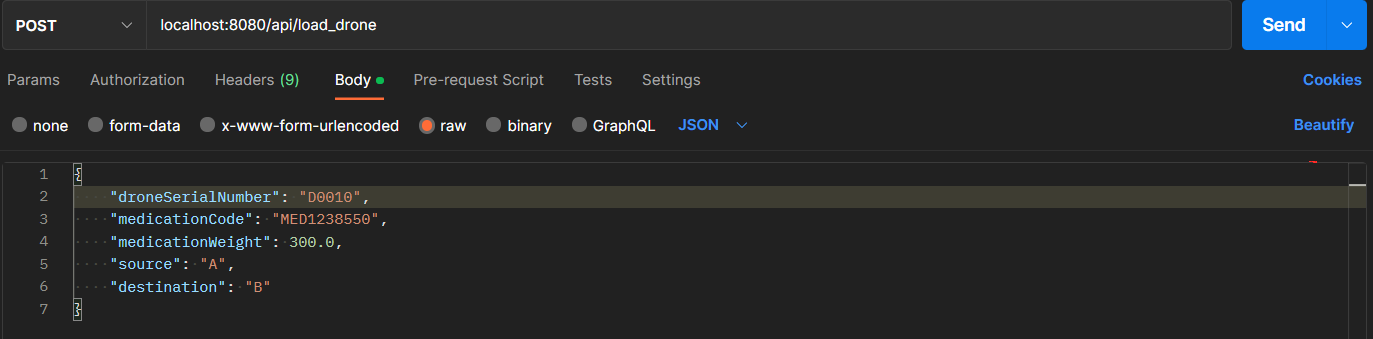 POST localhost:8080/api/load_drone Send
Params Authorization Headers (9) Body Pre-request Script Tests Settings Cookies
none form-data x-www-form-urlencoded raw binary GraphQL JSON Beautify
1 {
2 "droneSerialNumber": "D0010",
3 "medicationCode": "MED1238550",
4 "medicationWeight": 300.0,
5 "source": "A",
6 "destination": "B"
7 }